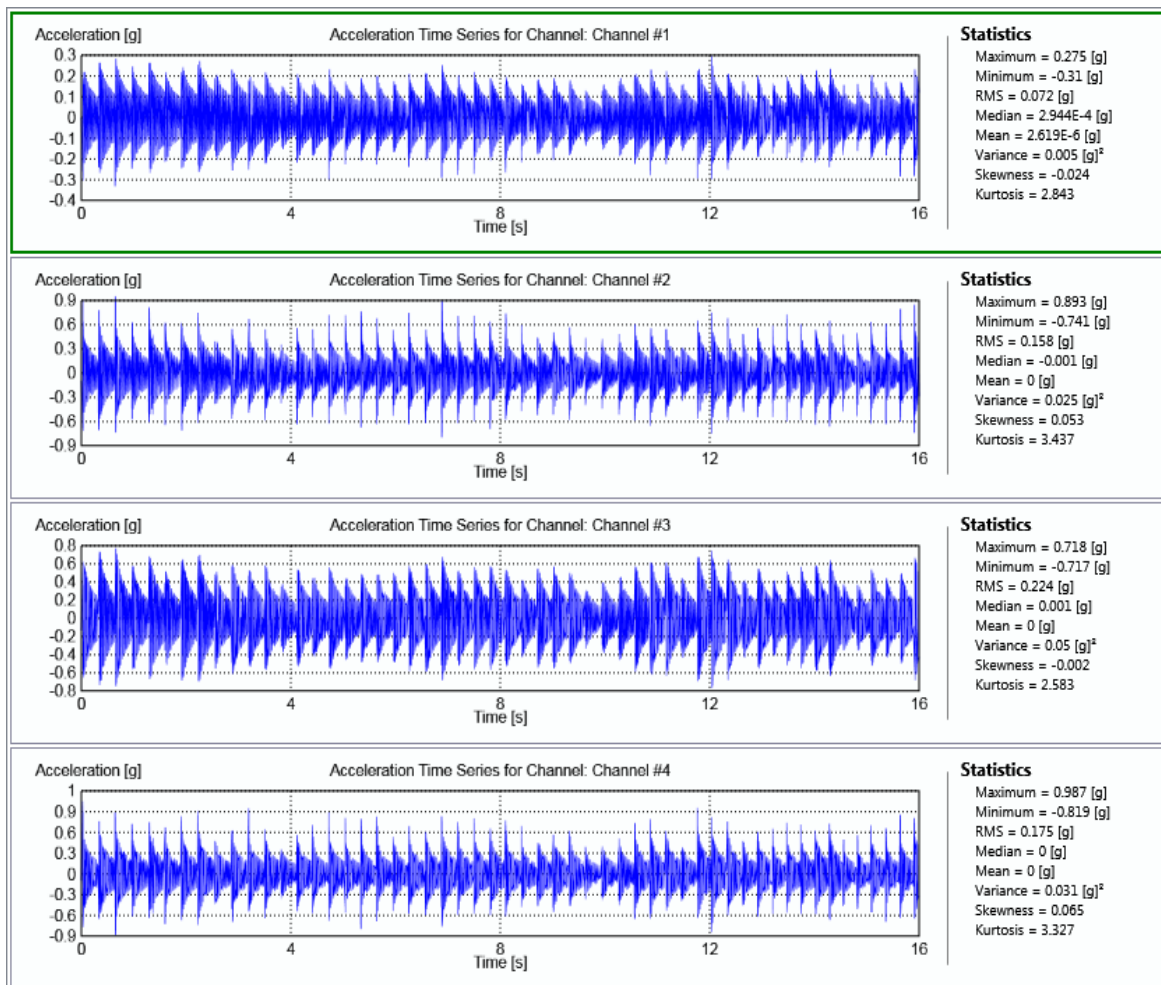 Acceleration [g] Acceleration Time Series for Channel: Channel #1
0.3
0.2
0.1
0
-0.1
-0.2
-0.3
-0.4
0 4 8 12 16
Time [s]
Statistics
Maximum = 0.275 [g]
Minimum = -0.31 [g]
RMS = 0.072 [g]
Median = 2.944E-4 [g]
Mean = 2.619E-6 [g]
Variance = 0.005 [g]²
Skewness = -0.024
Kurtosis = 2.843
Acceleration [g] Acceleration Time Series for Channel: Channel #2
0.9
0.6
0.3
0
-0.3
-0.6
-0.9
0 4 8 12 16
Time [s]
Statistics
Maximum = 0.893 [g]
Minimum = -0.741 [g]
RMS = 0.158 [g]
Median = -0.001 [g]
Mean = 0 [g]
Variance = 0.025 [g]²
Skewness = 0.053
Kurtosis = 3.437
Acceleration [g] Acceleration Time Series for Channel: Channel #3
0.8
0.6
0.4
0.2
0
-0.2
-0.4
-0.6
-0.8
0 4 8 12 16
Time [s]
Statistics
Maximum = 0.718 [g]
Minimum = -0.717 [g]
RMS = 0.224 [g]
Median = 0.001 [g]
Mean = 0 [g]
Variance = 0.05 [g]²
Skewness = -0.002
Kurtosis = 2.583
Acceleration [g] Acceleration Time Series for Channel: Channel #4
1
0.9
0.6
0.3
0
-0.3
-0.6
-0.9
0 4 8 12 16
Time [s]
Statistics
Maximum = 0.987 [g]
Minimum = -0.819 [g]
RMS = 0.175 [g]
Median = 0 [g]
Mean = 0 [g]
Variance = 0.031 [g]²
Skewness = 0.065
Kurtosis = 3.327